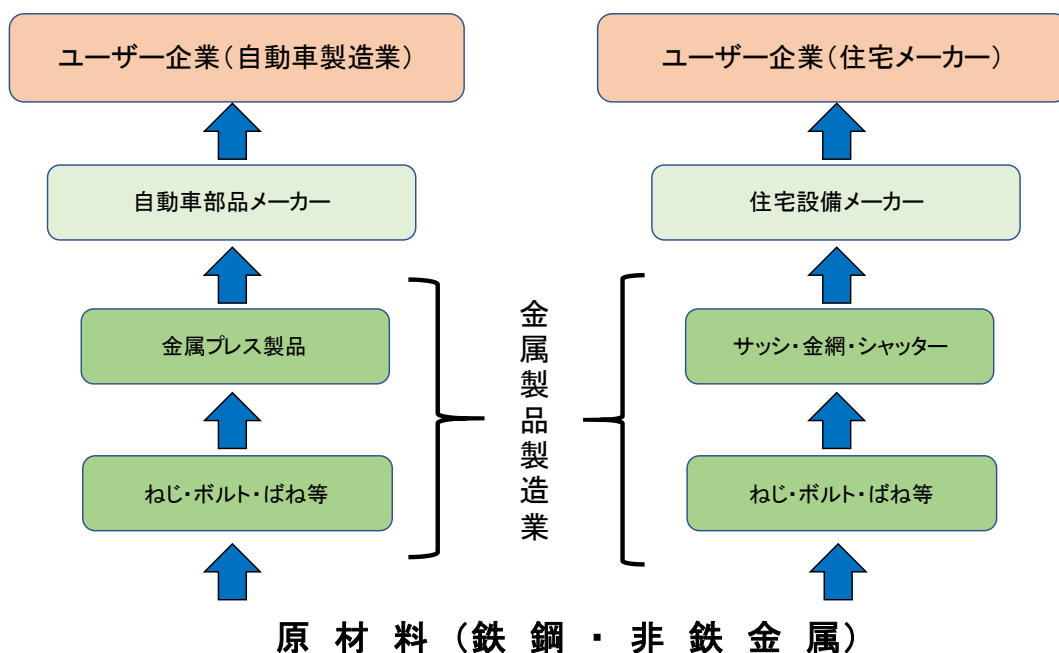 ユーザー企業(自動車製造業)
ユーザー企業(住宅メーカー)
自動車部品メーカー
住宅設備メーカー
金属プレス製品
サッシ・金網・シャッター
金属製品製造業
ねじ・ボルト・ばね等
ねじ・ボルト・ばね等
原材料(鉄鋼・非鉄金属)